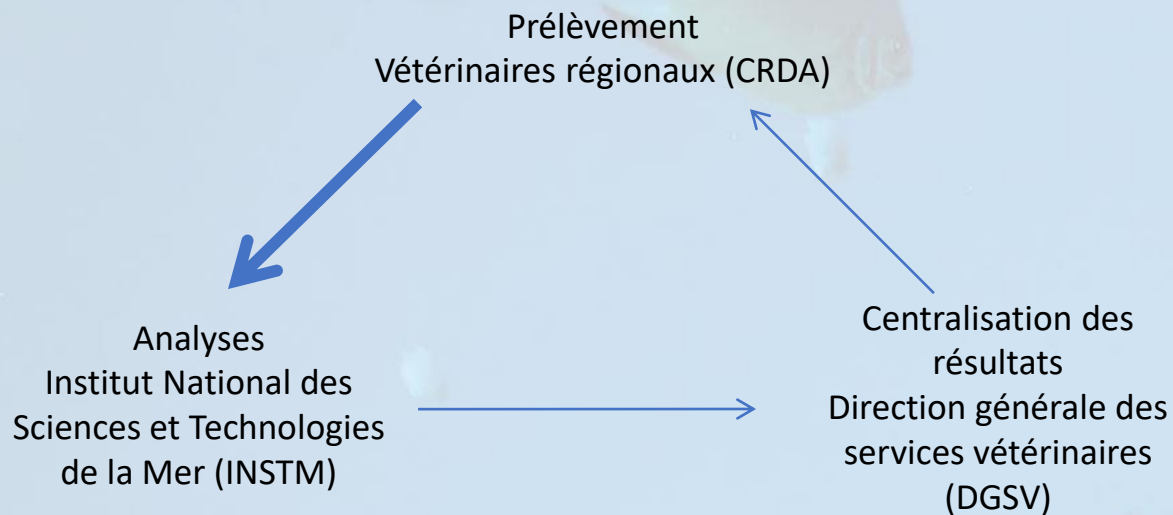 Prélèvement
Vétérinaires régionaux (CRDA)
Analyses
Institut National des
Sciences et Technologies
de la Mer (INSTM)
Centralisation des
résultats
Direction générale des
services vétérinaires
(DGSV)